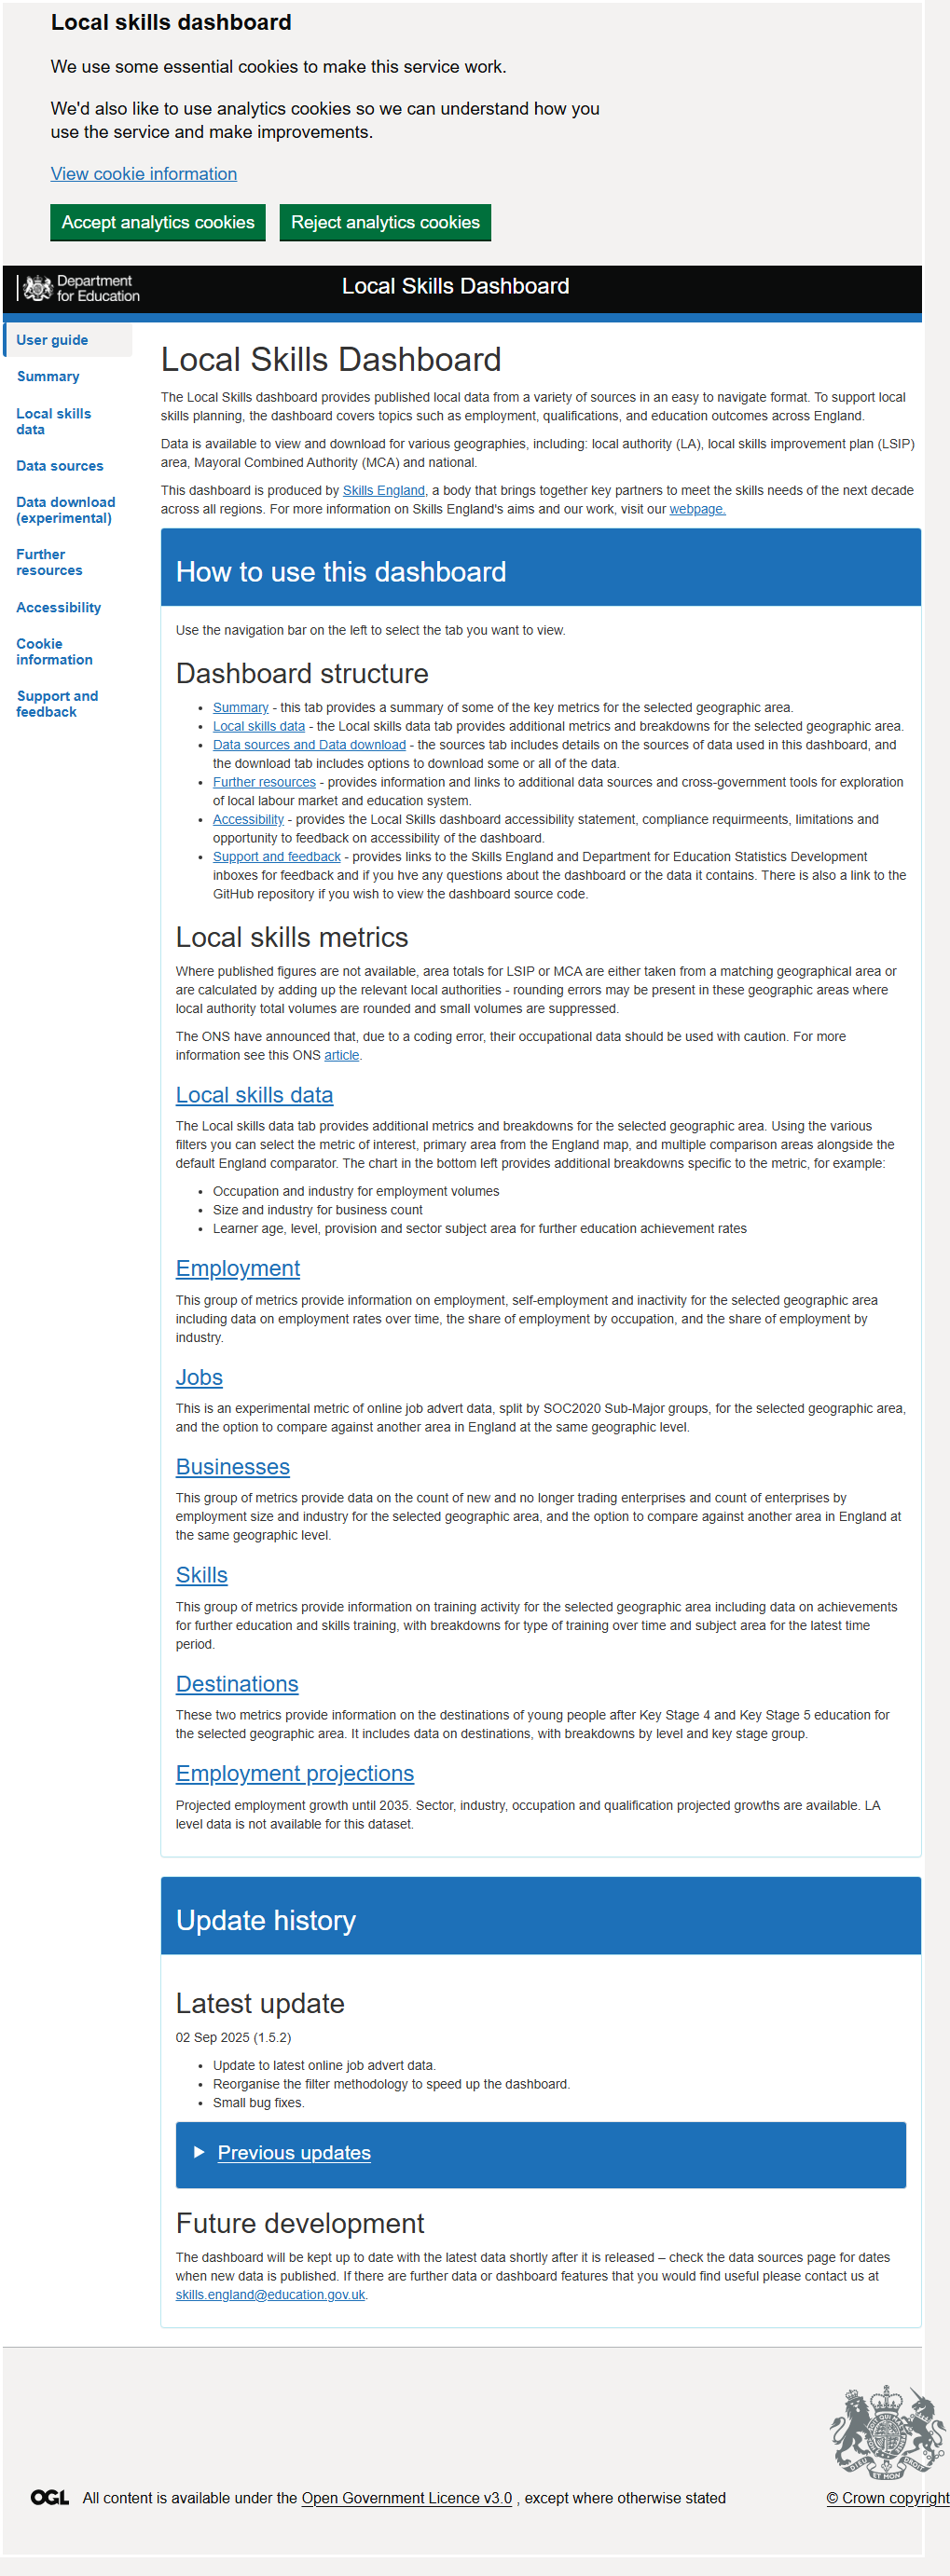 Local skills dashboard
We use some essential cookies to make this service work.
We'd also like to use analytics cookies so we can understand how you
use the service and make improvements.
View cookie information
Accept analytics cookies
Reject analytics cookies
Department
for Education
Local Skills Dashboard
User guide
Summary
Local skills
data
Data sources
Data download
(experimental)
Further
resources
Accessibility
Cookie
information
Support and
feedback
Local Skills Dashboard
The Local Skills dashboard provides published local data from a variety of sources in an easy to navigate format. To support local
skills planning, the dashboard covers topics such as employment, qualifications, and education outcomes across England.
Data is available to view and download for various geographies, including: local authority (LA), local skills improvement plan (LSIP)
area, Mayoral Combined Authority (MCA) and national.
This dashboard is produced by Skills England, a body that brings together key partners to meet the skills needs of the next decade
across all regions. For more information on Skills England's aims and our work, visit our webpage.
How to use this dashboard
Use the navigation bar on the left to select the tab you want to view.
Dashboard structure
• Summary - this tab provides a summary of some of the key metrics for the selected geographic area.
• Local skills data - the Local skills data tab provides additional metrics and breakdowns for the selected geographic area.
• Data sources and Data download - the sources tab includes details on the sources of data used in this dashboard, and
the download tab includes options to download some or all of the data.
• Further resources - provides information and links to additional data sources and cross-government tools for exploration
of local labour market and education system.
• Accessibility - provides the Local Skills dashboard accessibility statement, compliance requirmeents, limitations and
opportunity to feedback on accessibility of the dashboard.
• Support and feedback - provides links to the Skills England and Department for Education Statistics Development
inboxes for feedback and if you hve any questions about the dashboard or the data it contains. There is also a link to the
GitHub repository if you wish to view the dashboard source code.
Local skills metrics
Where published figures are not available, area totals for LSIP or MCA are either taken from a matching geographical area or
are calculated by adding up the relevant local authorities - rounding errors may be present in these geographic areas where
local authority total volumes are rounded and small volumes are suppressed.
The ONS have announced that, due to a coding error, their occupational data should be used with caution. For more
information see this ONS article.
Local skills data
The Local skills data tab provides additional metrics and breakdowns for the selected geographic area. Using the various
filters you can select the metric of interest, primary area from the England map, and multiple comparison areas alongside the
default England comparator. The chart in the bottom left provides additional breakdowns specific to the metric, for example:
• Occupation and industry for employment volumes
• Size and industry for business count
• Learner age, level, provision and sector subject area for further education achievement rates
Employment
This group of metrics provide information on employment, self-employment and inactivity for the selected geographic area
including data on employment rates over time, the share of employment by occupation, and the share of employment by
industry.
Jobs
This is an experimental metric of online job advert data, split by SOC2020 Sub-Major groups, for the selected geographic area,
and the option to compare against another area in England at the same geographic level.
Businesses
This group of metrics provide data on the count of new and no longer trading enterprises and count of enterprises by
employment size and industry for the selected geographic area, and the option to compare against another area in England at
the same geographic level.
Skills
This group of metrics provide information on training activity for the selected geographic area including data on achievements
for further education and skills training, with breakdowns for type of training over time and subject area for the latest time
period.
Destinations
These two metrics provide information on the destinations of young people after Key Stage 4 and Key Stage 5 education for
the selected geographic area. It includes data on destinations, with breakdowns by level and key stage group.
Employment projections
Projected employment growth until 2035. Sector, industry, occupation and qualification projected growths are available. LA
level data is not available for this dataset.
Update history
Latest update
02 Sep 2025 (1.5.2)
• Update to latest online job advert data.
• Reorganise the filter methodology to speed up the dashboard.
• Small bug fixes.
Previous updates
Future development
The dashboard will be kept up to date with the latest data shortly after it is released – check the data sources page for dates
when new data is published. If there are further data or dashboard features that you would find useful please contact us at
skills.england@education.gov.uk.
OGL All content is available under the Open Government Licence v3.0 , except where otherwise stated
© Crown copyright